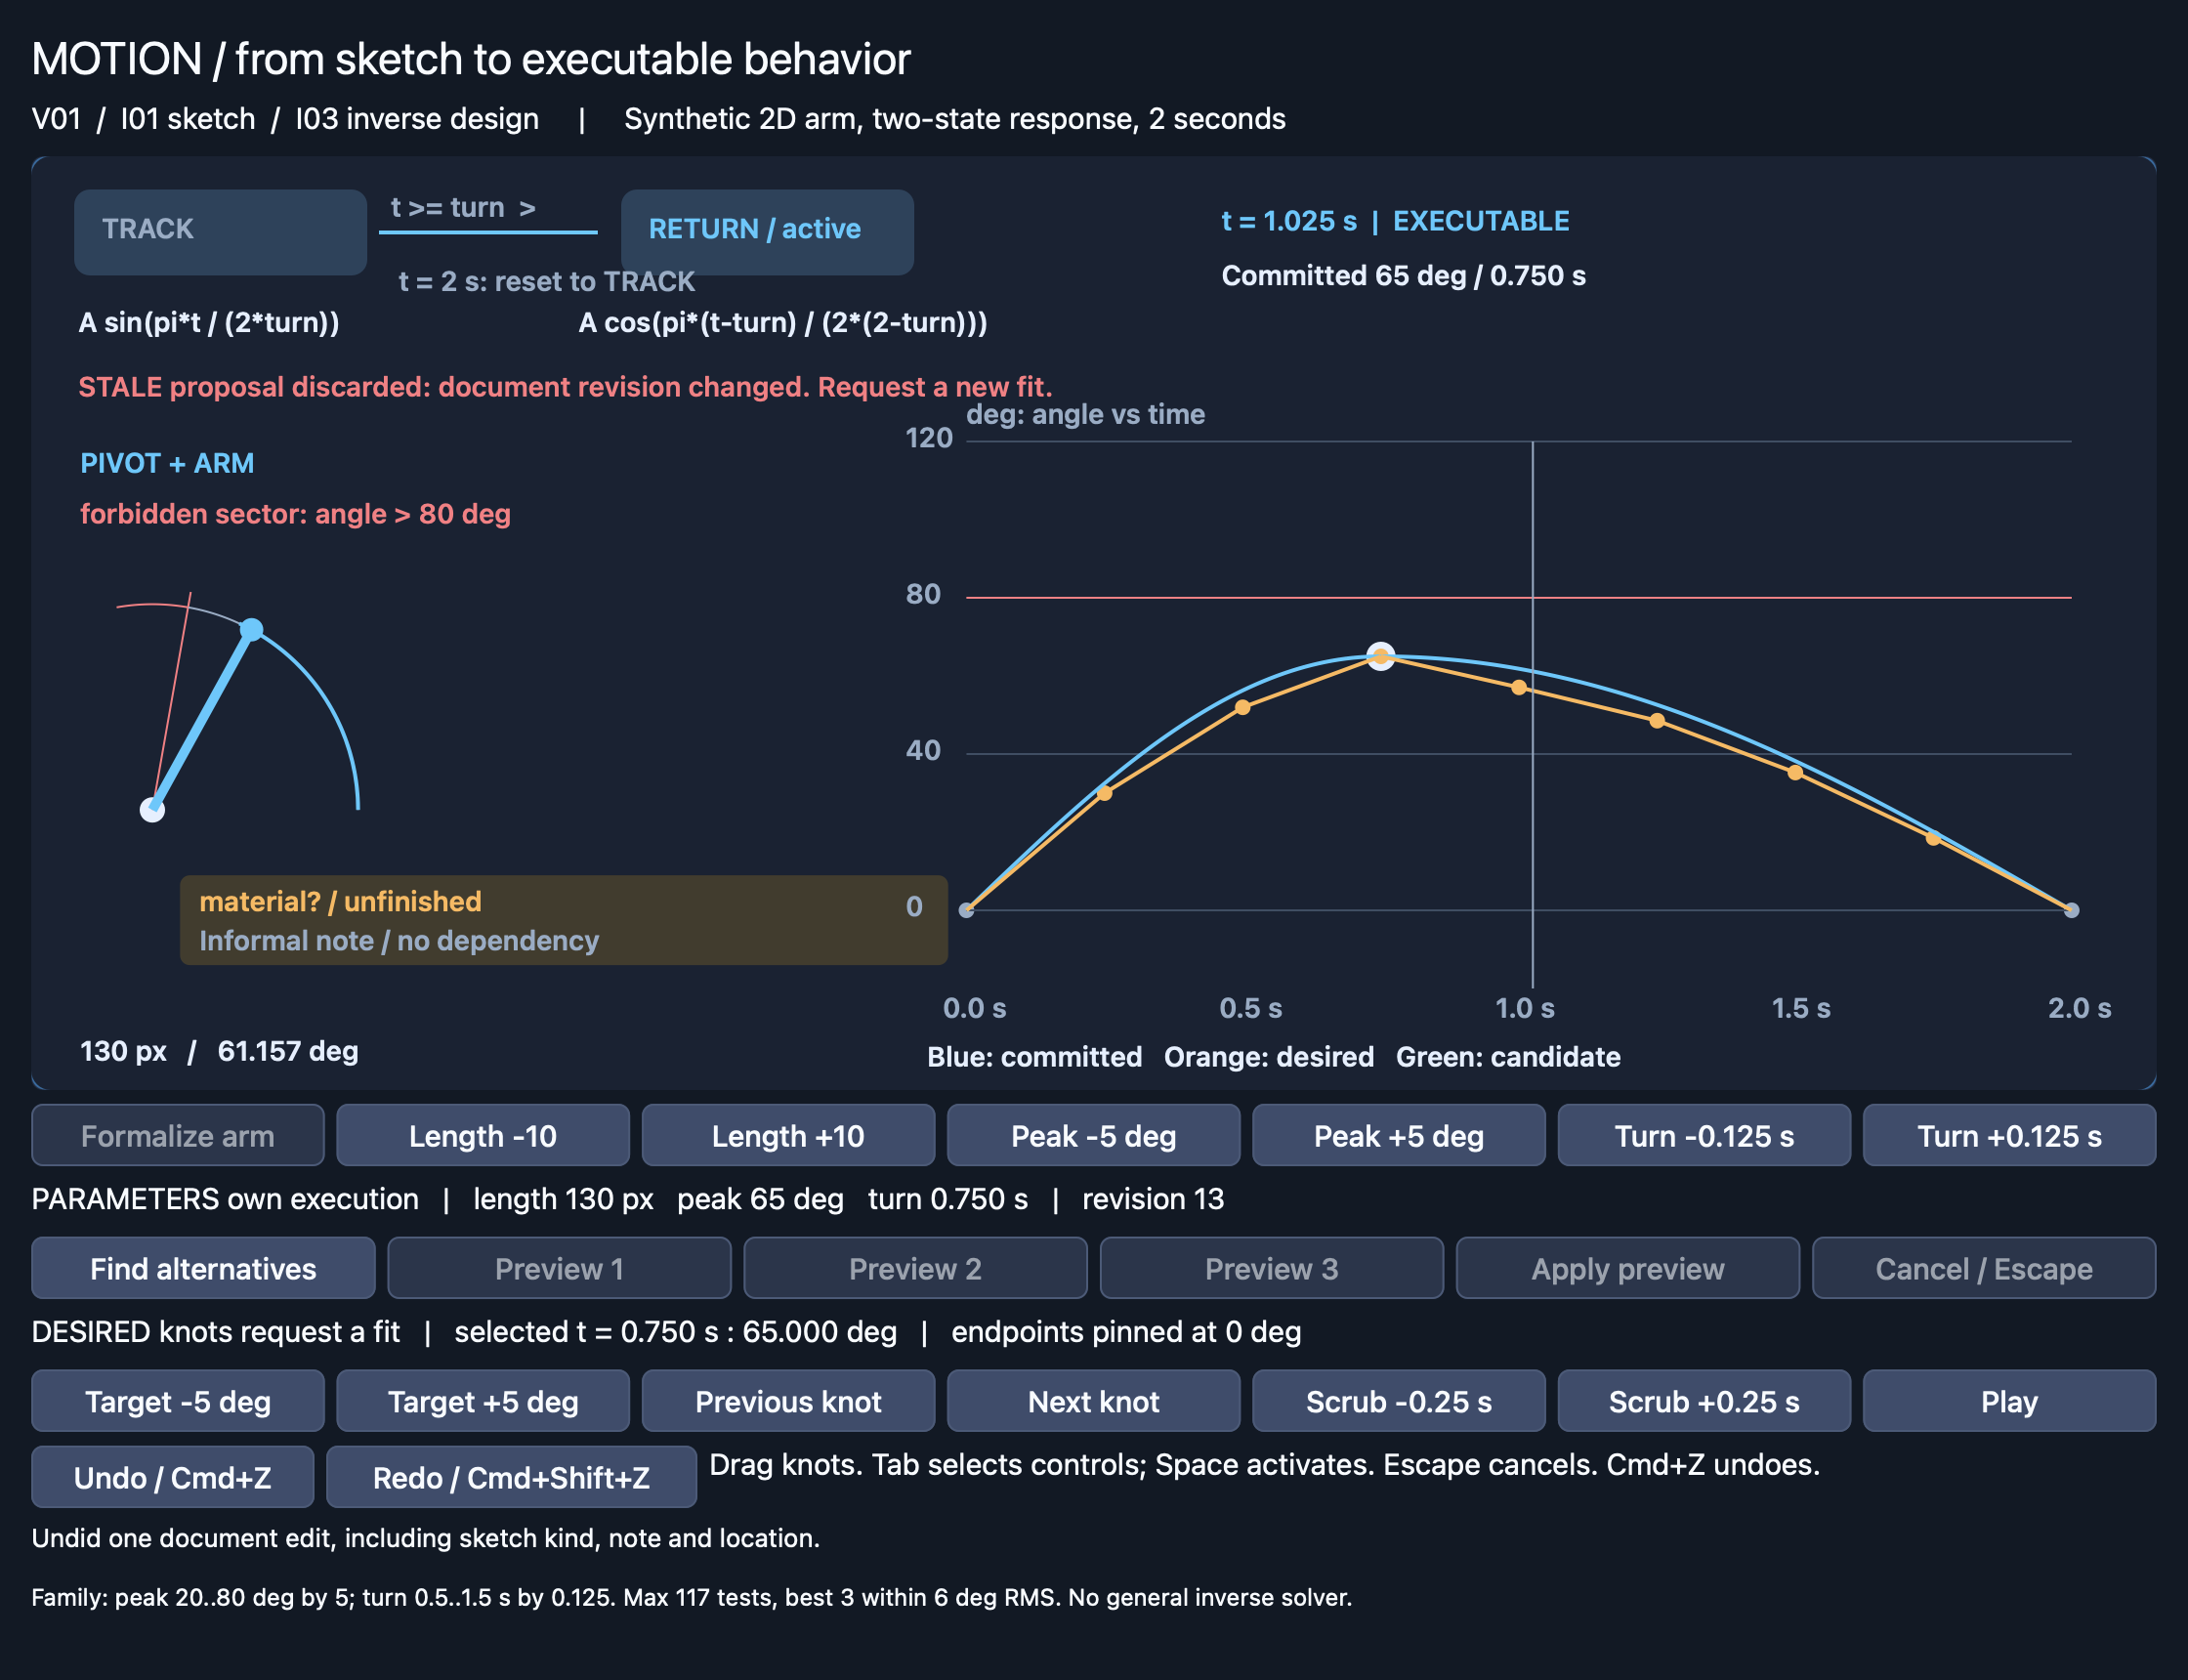 MOTION / from sketch to executable behavior
V01 / I01 sketch / I03 inverse design | Synthetic 2D arm, two-state response, 2 seconds
TRACK
t >= turn >
RETURN / active
t = 1.025 s | EXECUTABLE
t = 2 s: reset to TRACK
Committed 65 deg / 0.750 s
A sin(pi*t / (2*turn))
A cos(pi*(t-turn) / (2*(2-turn)))
STALE proposal discarded: document revision changed. Request a new fit.
deg: angle vs time
120
PIVOT + ARM
forbidden sector: angle > 80 deg
80
40
material? / unfinished
0
Informal note / no dependency
0.0 s 0.5 s 1.0 s 1.5 s 2.0 s
130 px / 61.157 deg
Blue: committed Orange: desired Green: candidate
Formalize arm Length -10 Length +10 Peak -5 deg Peak +5 deg Turn -0.125 s Turn +0.125 s
PARAMETERS own execution | length 130 px peak 65 deg turn 0.750 s | revision 13
Find alternatives Preview 1 Preview 2 Preview 3 Apply preview Cancel / Escape
DESIRED knots request a fit | selected t = 0.750 s : 65.000 deg | endpoints pinned at 0 deg
Target -5 deg Target +5 deg Previous knot Next knot Scrub -0.25 s Scrub +0.25 s Play
Undo / Cmd+Z Redo / Cmd+Shift+Z Drag knots. Tab selects controls; Space activates. Escape cancels. Cmd+Z undoes.
Undid one document edit, including sketch kind, note and location.
Family: peak 20..80 deg by 5; turn 0.5..1.5 s by 0.125. Max 117 tests, best 3 within 6 deg RMS. No general inverse solver.